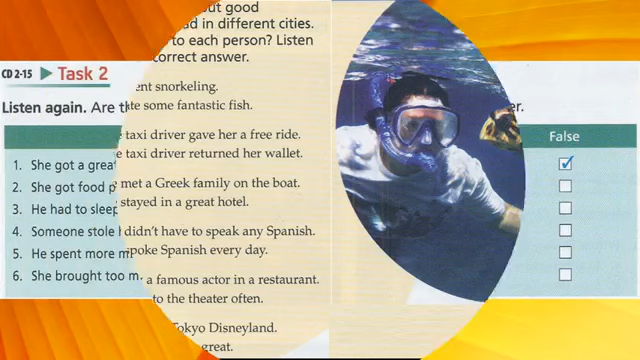 out good
in different cities.
to each person? Listen
correct answer.
CD 2-15 ▶ Task 2
snorkeling.
Listen again. Are
some fantastic fish.
taxi driver gave her a free ride.
taxi driver returned her wallet.
False
1. She got a great
2. She got food
met a Greek family on the boat.
3. He had to sleep
stayed in a great hotel.
4. Someone stole
didn't have to speak any Spanish.
5. He spent more
Spanish every day.
6. She brought too
a famous actor in a restaurant.
to the theater often.
Tokyo Disneyland.
great.